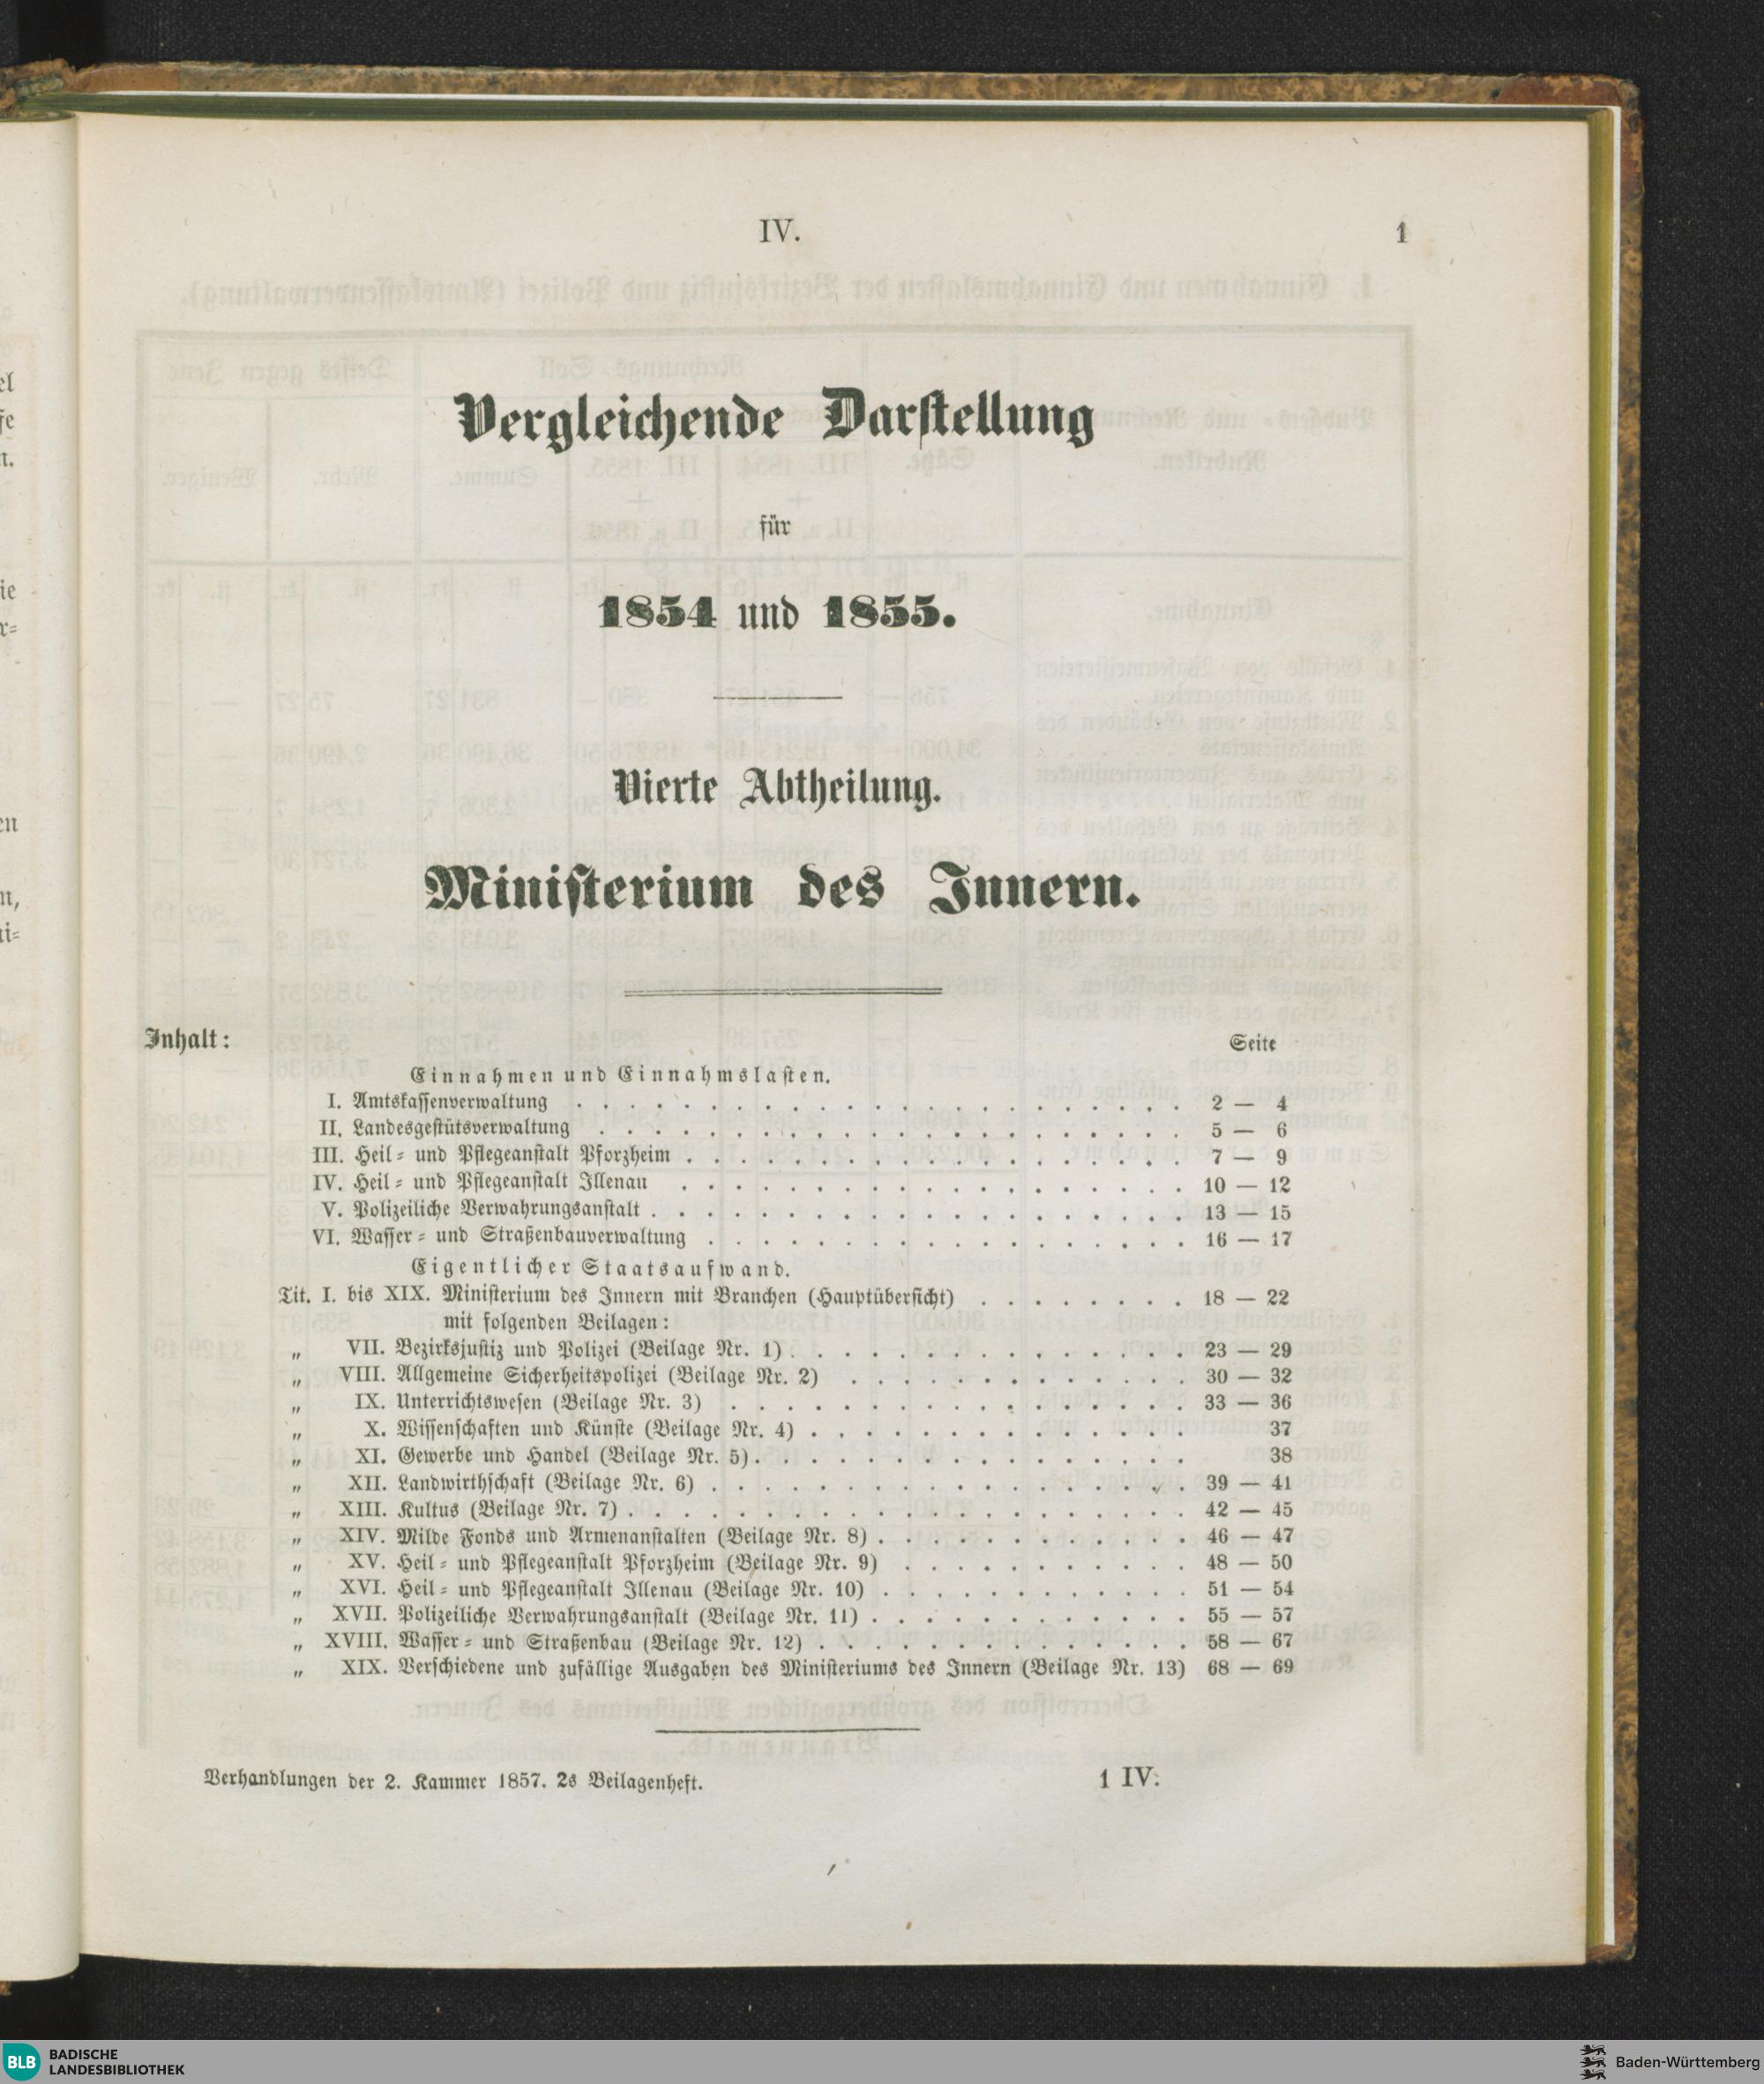 IV. 1
Vergleichende Darstellung
für
1854 und 1855.
Vierte Abtheilung.
Ministerium des Innern.
Inhalt: Seite
Einnahmen und Einnahmslasten.
I. Amtskassenverwaltung . . . . . 2 — 4
II. Landesgestütsverwaltung . . . . . 5 — 6
III. Heil- und Pflegeanstalt Pforzheim . . . . . 7 — 9
IV. Heil- und Pflegeanstalt Illenau . . . . . 10 — 12
V. Polizeiliche Verwahrungsanstalt . . . . . 13 — 15
VI. Wasser- und Straßenbauverwaltung . . . . . 16 — 17
Eigentlicher Staatsaufwand.
Tit. I. bis XIX. Ministerium des Innern mit Branchen (Hauptübersicht) . . . . . 18 — 22
mit folgenden Beilagen:
„ VII. Bezirksjustiz und Polizei (Beilage Nr. 1) . . . . . 23 — 29
„ VIII. Allgemeine Sicherheitspolizei (Beilage Nr. 2) . . . . . 30 — 32
„ IX. Unterrichtswesen (Beilage Nr. 3) . . . . . 33 — 36
„ X. Wissenschaften und Künste (Beilage Nr. 4) . . . . . 37
„ XI. Gewerbe und Handel (Beilage Nr. 5) . . . . . 38
„ XII. Landwirthschaft (Beilage Nr. 6) . . . . . 39 — 41
„ XIII. Kultus (Beilage Nr. 7) . . . . . 42 — 45
„ XIV. Milde Fonds und Armenanstalten (Beilage Nr. 8) . . . . . 46 — 47
„ XV. Heil- und Pflegeanstalt Pforzheim (Beilage Nr. 9) . . . . . 48 — 50
„ XVI. Heil- und Pflegeanstalt Illenau (Beilage Nr. 10) . . . . . 51 — 54
„ XVII. Polizeiliche Verwahrungsanstalt (Beilage Nr. 11) . . . . . 55 — 57
„ XVIII. Wasser- und Straßenbau (Beilage Nr. 12) . . . . . 58 — 67
„ XIX. Verschiedene und zufällige Ausgaben des Ministeriums des Innern (Beilage Nr. 13) 68 — 69
Verhandlungen der 2. Kammer 1857. 2s Beilagenheft. 1 IV.
BLB BADISCHE
LANDESBIBLIOTHEK
Baden-Württemberg